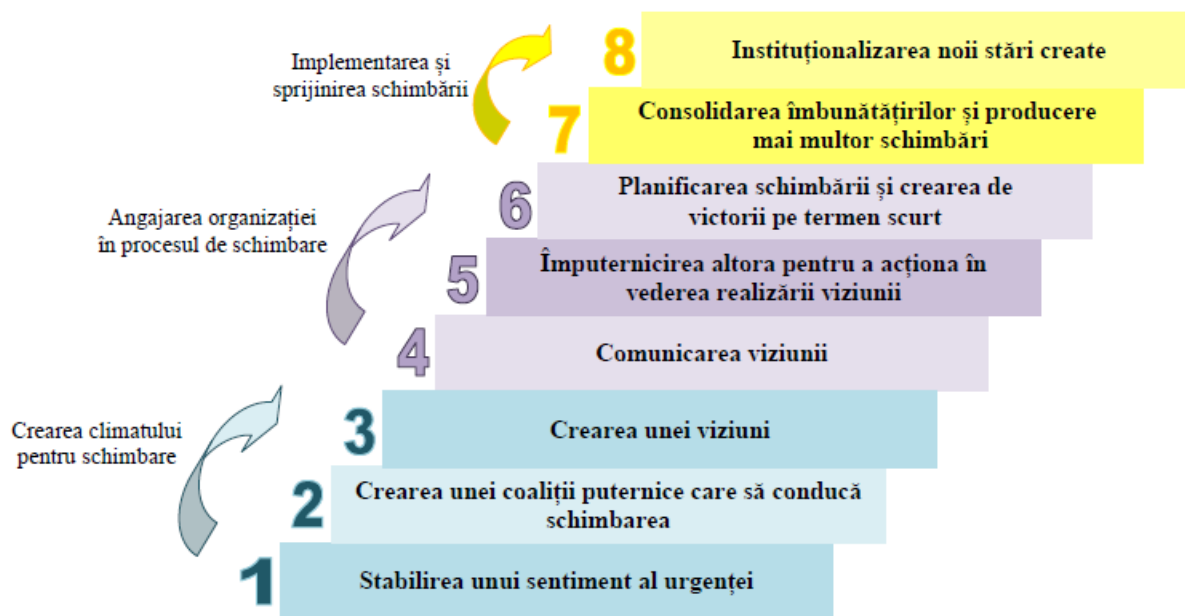 Implementarea și
sprijinirea schimbării
8
Instituționalizarea noii stări create
7
Consolidarea îmbunătățirilor și producere
mai multor schimbări
Angajarea organizației
în procesul de schimbare
6
Planificarea schimbării și crearea de
victorii pe termen scurt
5
Împuternicirea altora pentru a acționa în
vederea realizării viziunii
4
Comunicarea viziunii
Crearea climatului
pentru schimbare
3
Crearea unei viziuni
2
Crearea unei coaliții puternice care să conducă
schimbarea
1
Stabilirea unui sentiment al urgenței